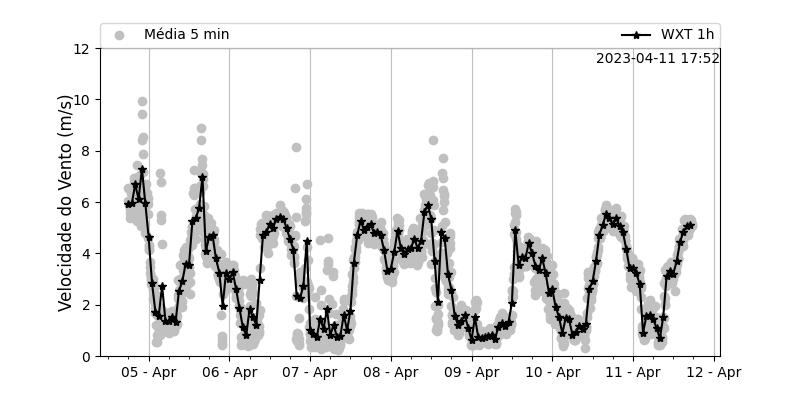 Média 5 min
WXT 1h
2023-04-11 17:52
Velocidade do Vento (m/s)
12
10
8
6
4
2
0
05 - Apr
06 - Apr
07 - Apr
08 - Apr
09 - Apr
10 - Apr
11 - Apr
12 - Apr